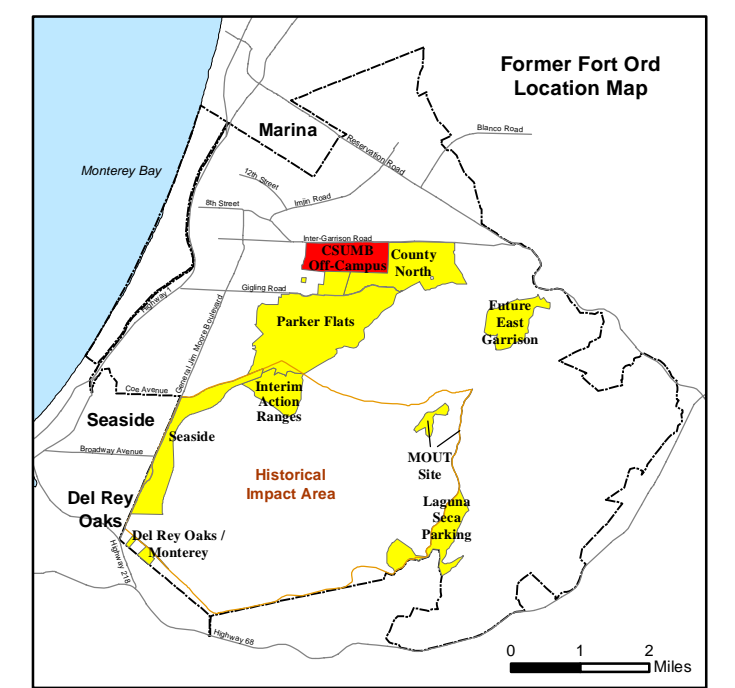 Former Fort Ord
Location Map
Marina
Blanco Road
Reservation Road
Monterey Bay
12th Street
Imjin Road
8th Street
Inter-Garrison Road
CSUMB
Off-Campus
County
North
Gigling Road
Highway 1
General Jim Moore Boulevard
Parker Flats
Future
East
Garrison
Coe Avenue
Interim
Action
Ranges
Seaside
Seaside
Broadway Avenue
MOUT
Site
Historical
Impact Area
Del Rey
Oaks
Laguna
Seca
Parking
Del Rey Oaks /
Monterey
Highway 218
Highway 68
0 1 2
Miles